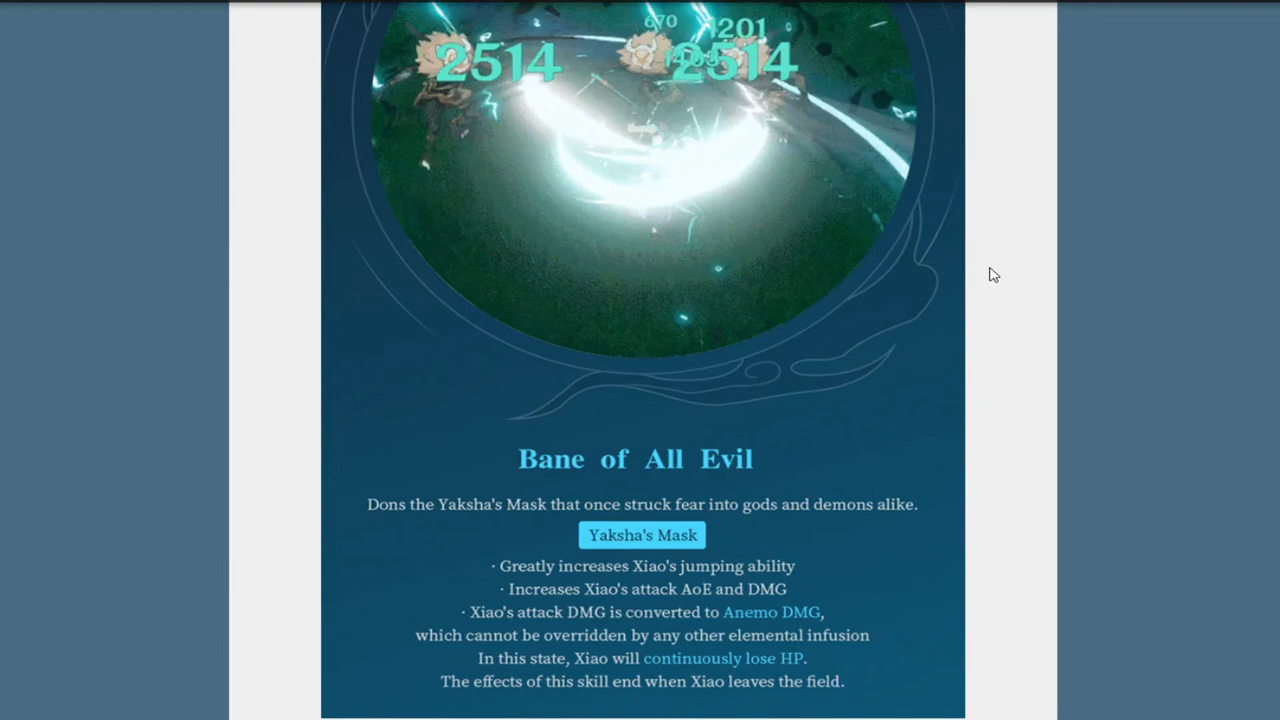 670
1201
2514
1403
2514
Bane of All Evil
Dons the Yaksha's Mask that once struck fear into gods and demons alike.
Yaksha's Mask
· Greatly increases Xiao's jumping ability
· Increases Xiao's attack AoE and DMG
· Xiao's attack DMG is converted to Anemo DMG,
which cannot be overridden by any other elemental infusion
In this state, Xiao will continuously lose HP.
The effects of this skill end when Xiao leaves the field.